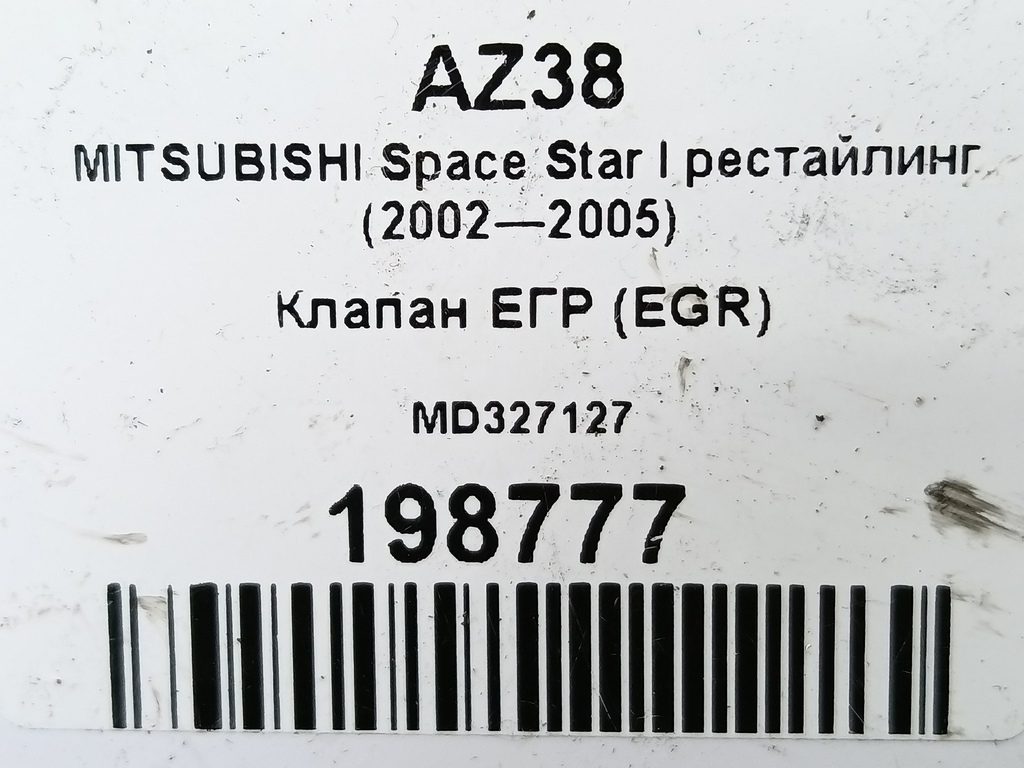 AZ38
MITSUBISHI Space Star I рестайлинг
(2002—2005)
Клапан ЕГР (EGR)
MD327127
198777